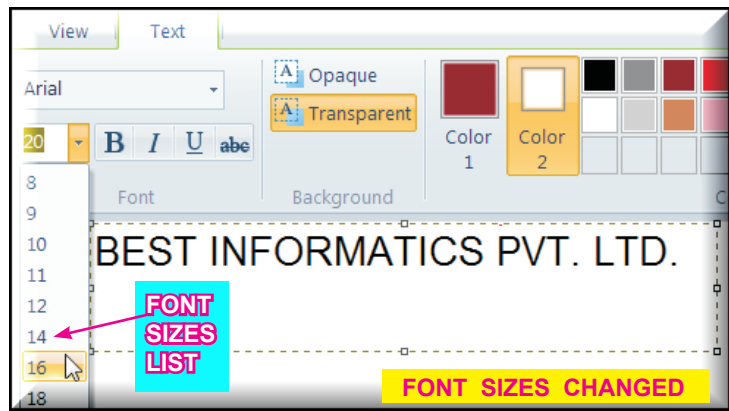 View Text
Arial
Opaque
Transparent
20 B I U abc
Color 1
Color 2
Font
Background
C
8
9
10
11
12
14
16
18
BEST INFORMATICS PVT. LTD.
FONT
SIZES
LIST
FONT SIZES CHANGED